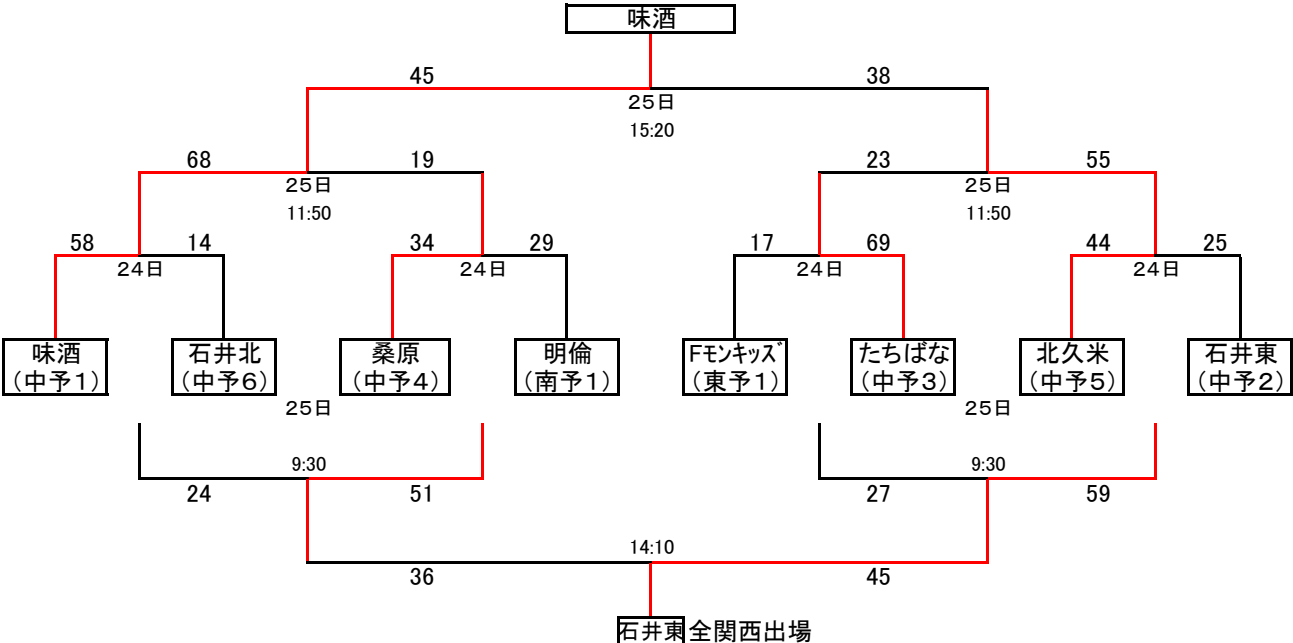 味酒
45 38
25日
15:20
68 19 23 55
25日 25日
11:50 11:50
58 14 34 29 17 69 44 25
24日 24日 24日 24日
味酒 石井北 桑原 明倫 Fモンキッズ たちばな 北久米 石井東
(中予1) (中予6) (中予4) (南予1) (東予1) (中予3) (中予5) (中予2)
25日 25日
9:30 9:30
24 51 27 59
14:10
36 45
石井東 全関西出場